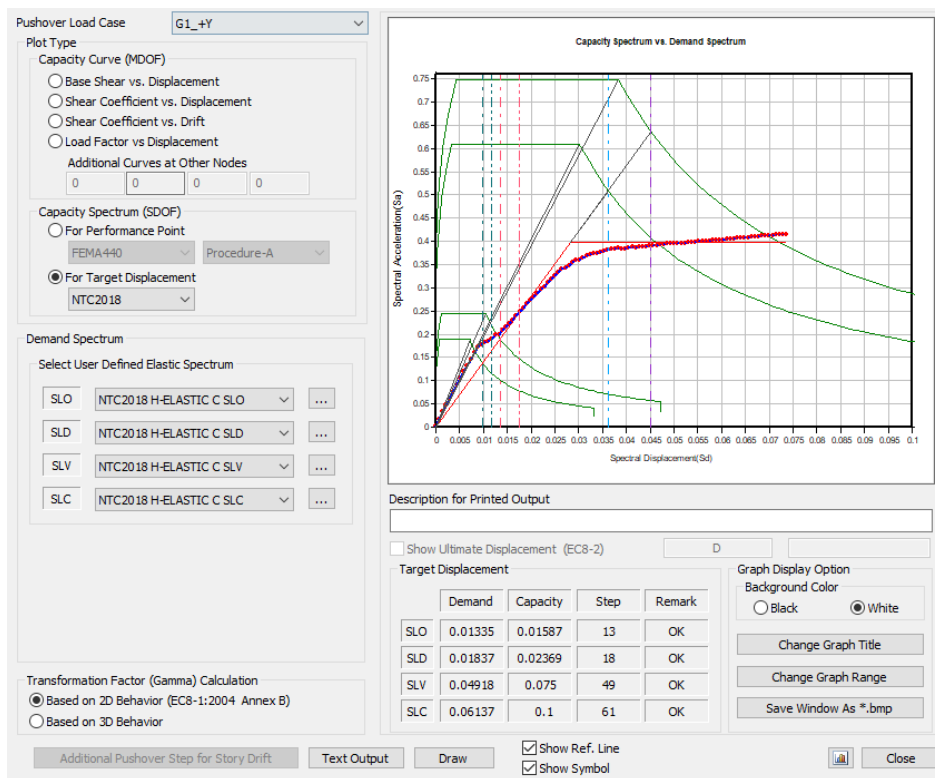 Pushover Load Case
G1_+Y
Plot Type
Capacity Curve (MDOF)
Base Shear vs. Displacement
Shear Coefficient vs. Displacement
Shear Coefficient vs. Drift
Load Factor vs Displacement
Additional Curves at Other Nodes
0 0 0 0
Capacity Spectrum (SDOF)
For Performance Point
FEMA440 Procedure-A
For Target Displacement
NTC2018
Demand Spectrum
Select User Defined Elastic Spectrum
SLO NTC2018 H-ELASTIC C SLO ...
SLD NTC2018 H-ELASTIC C SLD ...
SLV NTC2018 H-ELASTIC C SLV ...
SLC NTC2018 H-ELASTIC C SLC ...
Transformation Factor (Gamma) Calculation
Based on 2D Behavior (EC8-1:2004 Annex B)
Based on 3D Behavior
Capacity Spectrum vs. Demand Spectrum
Spectral Acceleration(Sa)
0.75
0.7
0.65
0.6
0.55
0.5
0.45
0.4
0.35
0.3
0.25
0.2
0.15
0.1
0.05
0
0 0.005 0.01 0.015 0.02 0.025 0.03 0.035 0.04 0.045 0.05 0.055 0.06 0.065 0.07 0.075 0.08 0.085 0.09 0.095 0.1
Spectral Displacement(Sd)
Description for Printed Output
Show Ultimate Displacement (EC8-2) D
Target Displacement
Demand Capacity Step Remark
SLO 0.01335 0.01587 13 OK
SLD 0.01837 0.02369 18 OK
SLV 0.04918 0.075 49 OK
SLC 0.06137 0.1 61 OK
Graph Display Option
Background Color
Black White
Change Graph Title
Change Graph Range
Save Window As *.bmp
Additional Pushover Step for Story Drift
Text Output
Draw
Show Ref. Line
Show Symbol
Close